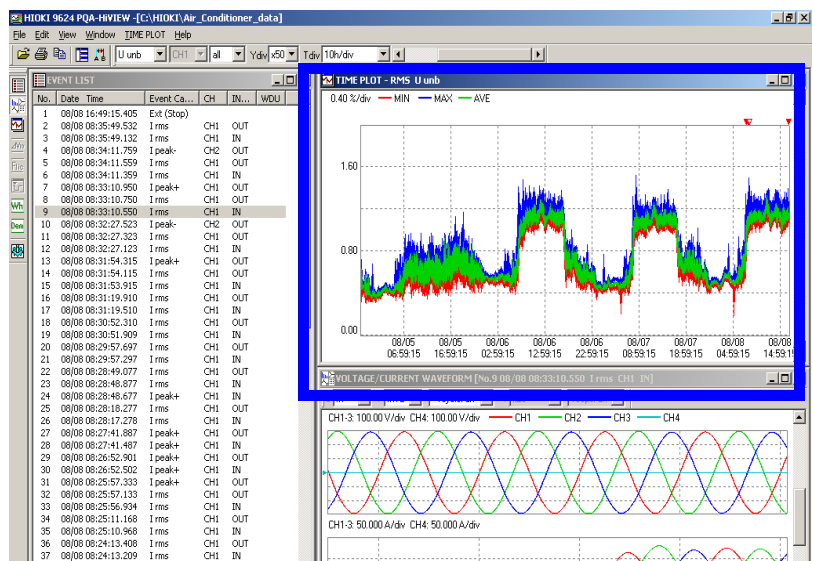 HIOKI 9624 PQA-HiVIEW -[C:\HIOKI\Air_Conditioner_data]
File Edit View Window TIME PLOT Help
U unb CH1 all Ydiv x50 Tdiv 10h/div
EVENT LIST
No. Date Time Event Ca... CH IN... WDU
1 08/08 16:49:15.405 Ext (Stop)
2 08/08 08:35:49.532 I rms CH1 OUT
3 08/08 08:35:49.132 I rms CH1 IN
4 08/08 08:34:11.759 I peak- CH2 OUT
5 08/08 08:34:11.559 I rms CH1 OUT
6 08/08 08:34:11.359 I rms CH1 IN
7 08/08 08:33:10.950 I peak+ CH1 OUT
8 08/08 08:33:10.750 I rms CH1 OUT
9 08/08 08:33:10.550 I rms CH1 IN
10 08/08 08:32:27.523 I peak- CH2 OUT
11 08/08 08:32:27.323 I rms CH1 OUT
12 08/08 08:32:27.123 I rms CH1 IN
13 08/08 08:31:54.315 I peak+ CH1 OUT
14 08/08 08:31:54.115 I rms CH1 OUT
15 08/08 08:31:53.915 I rms CH1 IN
16 08/08 08:31:19.910 I rms CH1 OUT
17 08/08 08:31:19.510 I rms CH1 IN
18 08/08 08:30:52.310 I rms CH1 OUT
19 08/08 08:30:51.909 I rms CH1 IN
20 08/08 08:29:57.697 I rms CH1 OUT
21 08/08 08:29:57.297 I rms CH1 IN
22 08/08 08:28:49.077 I rms CH1 OUT
23 08/08 08:28:48.877 I rms CH1 IN
24 08/08 08:28:48.677 I peak+ CH1 IN
25 08/08 08:28:18.277 I rms CH1 OUT
26 08/08 08:28:17.278 I rms CH1 IN
27 08/08 08:27:41.887 I peak+ CH1 OUT
28 08/08 08:27:41.487 I peak+ CH1 IN
29 08/08 08:26:52.901 I peak+ CH1 OUT
30 08/08 08:26:52.502 I peak+ CH1 IN
31 08/08 08:25:57.333 I peak+ CH1 OUT
32 08/08 08:25:57.133 I rms CH1 OUT
33 08/08 08:25:56.934 I rms CH1 IN
34 08/08 08:25:11.168 I rms CH1 OUT
35 08/08 08:25:10.968 I rms CH1 IN
36 08/08 08:24:13.408 I rms CH1 OUT
37 08/08 08:24:13.209 I rms CH1 IN
TIME PLOT - RMS U unb
0.40 %/div MIN MAX AVE
1.60
0.80
0.00
08/05 08/05 08/06 08/06 08/06 08/07 08/07 08/08 08/08
06:59:15 16:59:15 02:59:15 12:59:15 22:59:15 08:59:15 18:59:15 04:59:15 14:59:15
VOLTAGE/CURRENT WAVEFORM [No.9 08/08 08:33:10.550 I rms CH1 IN]
CH1-3: 100.00 V/div CH4: 100.00 V/div CH1 CH2 CH3 CH4
CH1-3: 50.000 A/div CH4: 50.000 A/div
Wh
Dem